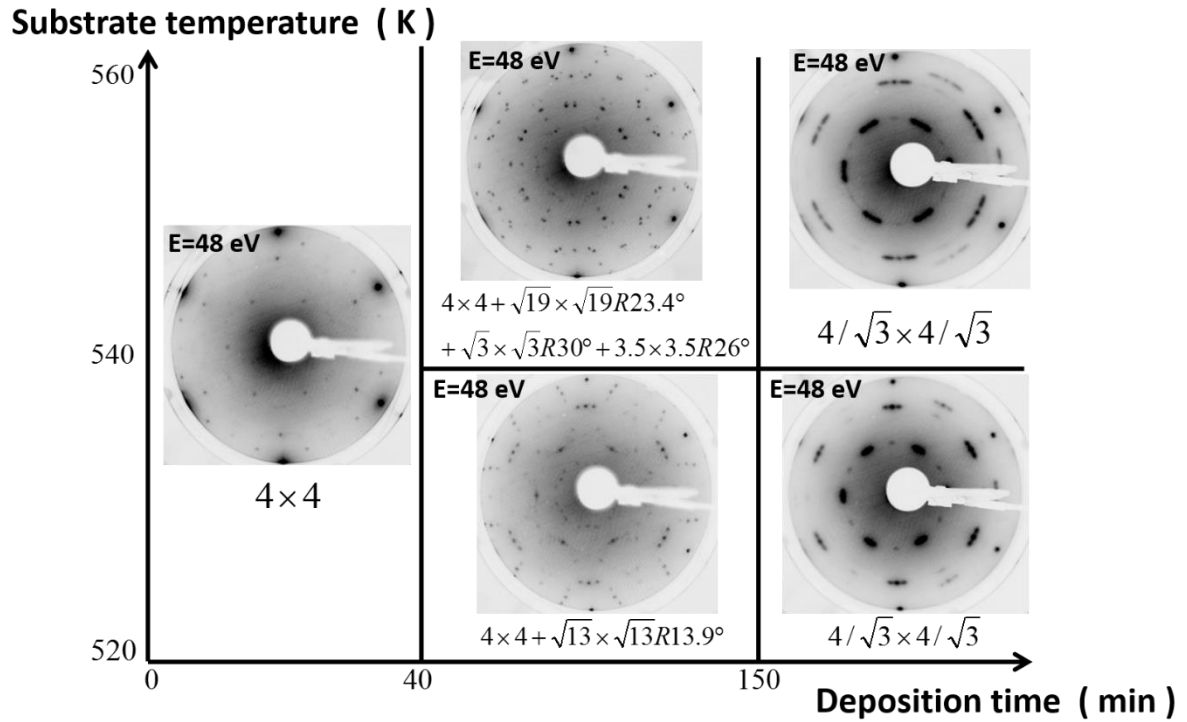 Substrate temperature ( K )
560
540
520
E=48 eV
4×4
E=48 eV
4×4+√19×√19R23.4°
+√3×√3R30°+3.5×3.5R26°
E=48 eV
4/√3×4/√3
E=48 eV
4×4+√13×√13R13.9°
E=48 eV
4/√3×4/√3
0
40
150
Deposition time ( min )